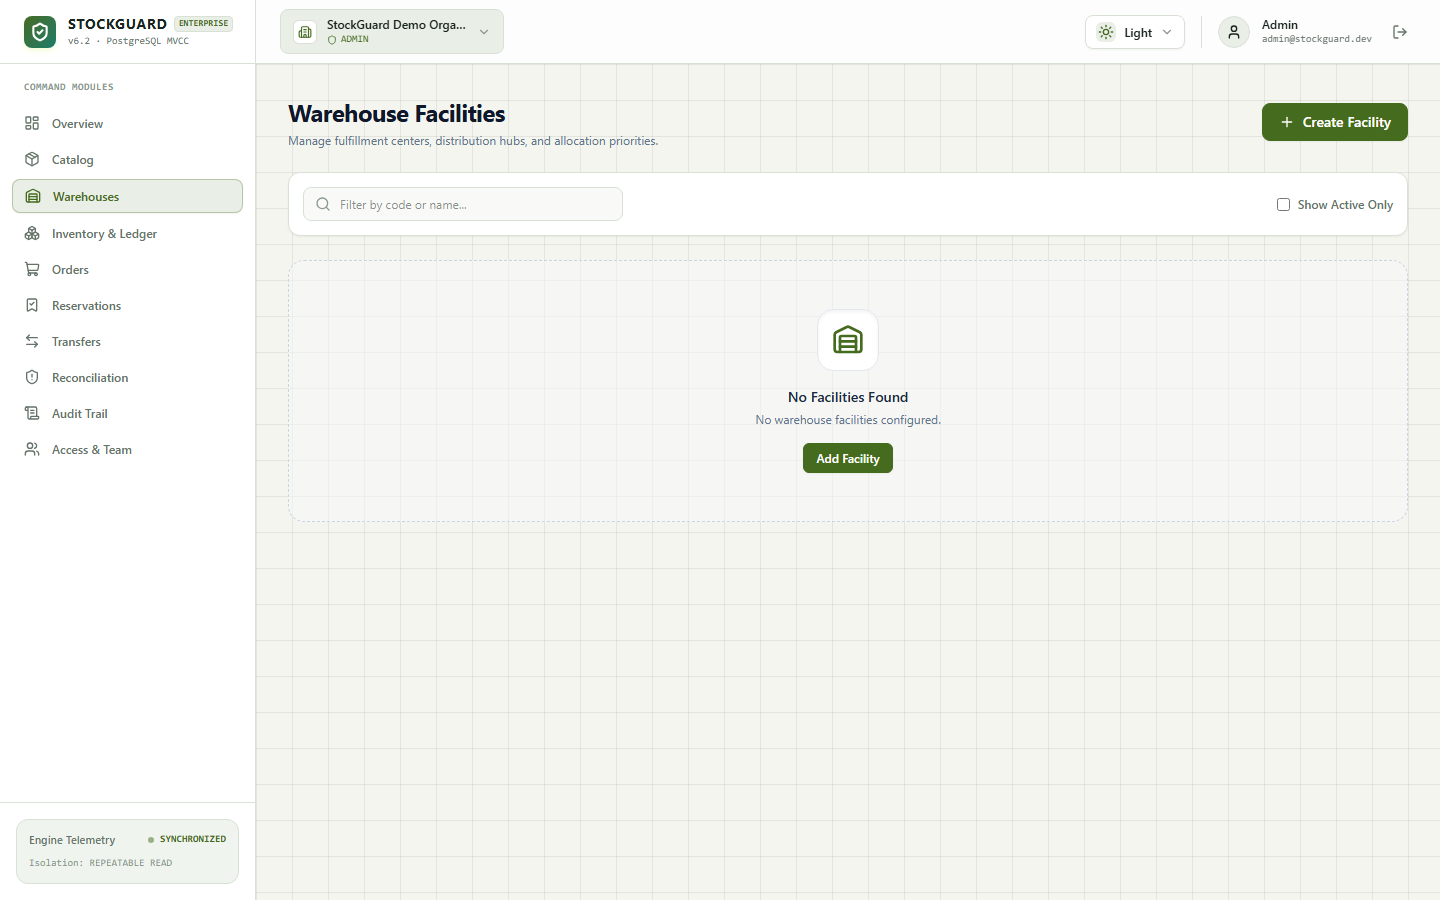 STOCKGUARD ENTERPRISE
v6.2 · PostgreSQL MVCC
StockGuard Demo Orga...
ADMIN
Light
Admin
admin@stockguard.dev
COMMAND MODULES
Overview
Catalog
Warehouses
Inventory & Ledger
Orders
Reservations
Transfers
Reconciliation
Audit Trail
Access & Team
Engine Telemetry
SYNCHRONIZED
Isolation: REPEATABLE READ
Warehouse Facilities
Manage fulfillment centers, distribution hubs, and allocation priorities.
Create Facility
Filter by code or name...
Show Active Only
No Facilities Found
No warehouse facilities configured.
Add Facility